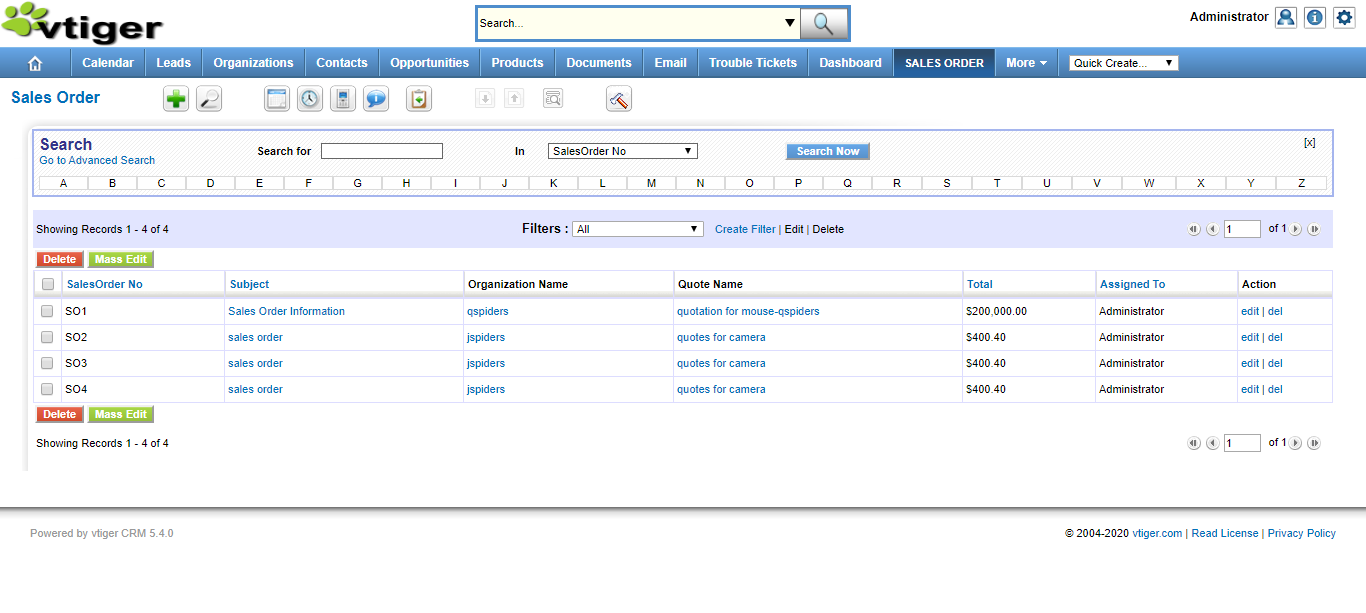 vtiger
Search...
Administrator
Calendar Leads Organizations Contacts Opportunities Products Documents Email Trouble Tickets Dashboard SALES ORDER More Quick Create...
Sales Order
Search
Go to Advanced Search
Search for In SalesOrder No Search Now [x]
A B C D E F G H I J K L M N O P Q R S T U V W X Y Z
Showing Records 1 - 4 of 4 Filters : All Create Filter | Edit | Delete 1 of 1
Delete Mass Edit
SalesOrder No Subject Organization Name Quote Name Total Assigned To Action
SO1 Sales Order Information qspiders quotation for mouse-qspiders $200,000.00 Administrator edit | del
SO2 sales order jspiders quotes for camera $400.40 Administrator edit | del
SO3 sales order jspiders quotes for camera $400.40 Administrator edit | del
SO4 sales order jspiders quotes for camera $400.40 Administrator edit | del
Delete Mass Edit
Showing Records 1 - 4 of 4 1 of 1
Powered by vtiger CRM 5.4.0 © 2004-2020 vtiger.com | Read License | Privacy Policy